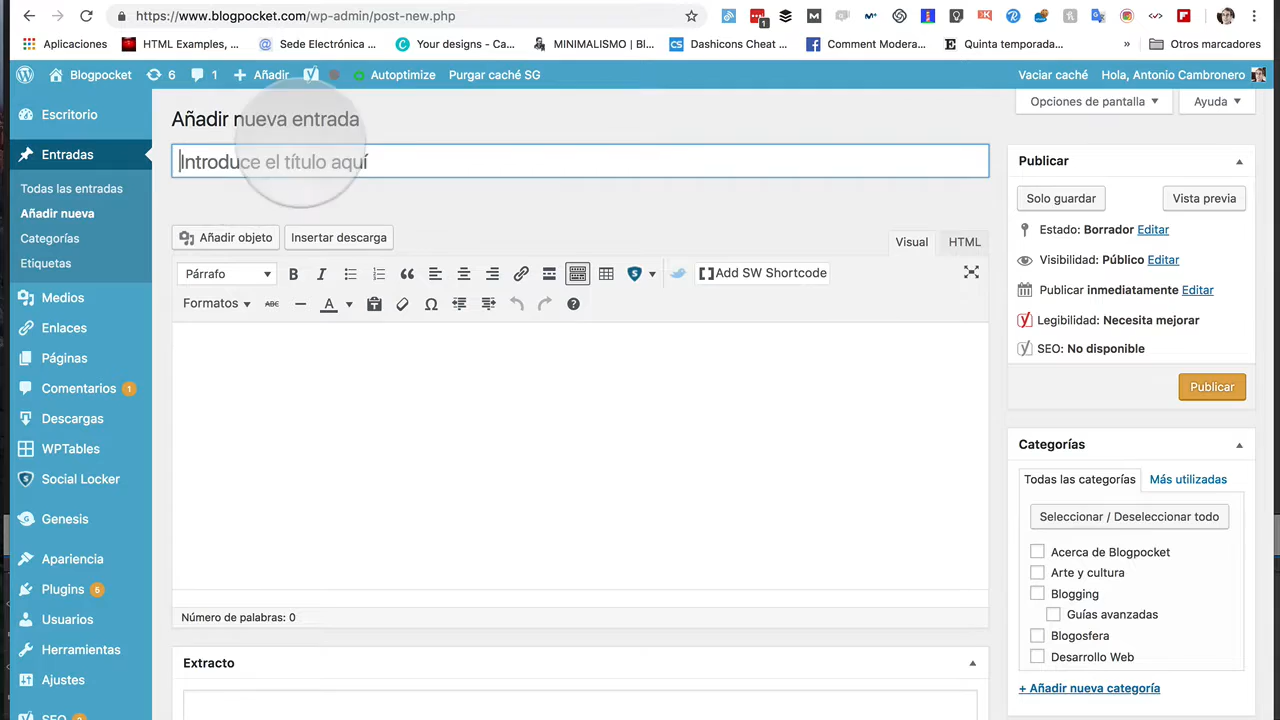 https://www.blogpocket.com/wp-admin/post-new.php
Aplicaciones HTML Examples, ... Sede Electrónica ... Your designs - Ca... MINIMALISMO | Bl... Dashicons Cheat ... Comment Modera... Quinta temporada... » Otros marcadores
Blogpocket 6 1 Añadir Autoptimize Purgar caché SG Vaciar caché Hola, Antonio Cambronero
Opciones de pantalla Ayuda
Escritorio
Entradas
Todas las entradas
Añadir nueva
Categorías
Etiquetas
Medios
Enlaces
Páginas
Comentarios 1
Descargas
WPTables
Social Locker
Genesis
Apariencia
Plugins 6
Usuarios
Herramientas
Ajustes
SEO
Añadir nueva entrada
Introduce el título aquí
Añadir objeto Insertar descarga
Visual HTML
Párrafo B I Add SW Shortcode
Formatos ABC A Ω
Número de palabras: 0
Extracto
Publicar
Solo guardar Vista previa
Estado: Borrador Editar
Visibilidad: Público Editar
Publicar inmediatamente Editar
Legibilidad: Necesita mejorar
SEO: No disponible
Publicar
Categorías
Todas las categorías Más utilizadas
Seleccionar / Deseleccionar todo
Acerca de Blogpocket
Arte y cultura
Blogging
Guías avanzadas
Blogosfera
Desarrollo Web
+ Añadir nueva categoría